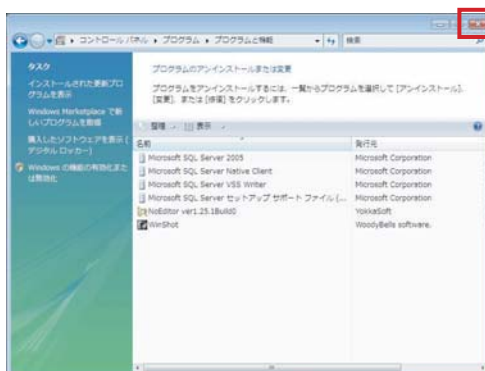 コントロール パネル ▸ プログラム ▸ プログラムと機能
検索
タスク
インストールされた更新プロ
グラムを表示
Windows Marketplace で新
しいプログラムを取得
購入したソフトウェアを表示 (
デジタル ロッカー)
Windows の機能の有効化また
は無効化
プログラムのアンインストールまたは変更
プログラムをアンインストールするには、一覧からプログラムを選択して [アンインストール]、
[変更]、または [修復] をクリックします。
整理
表示
名前
発行元
Microsoft SQL Server 2005
Microsoft Corporation
Microsoft SQL Server Native Client
Microsoft Corporation
Microsoft SQL Server VSS Writer
Microsoft Corporation
Microsoft SQL Server セットアップ サポート ファイル (...
Microsoft Corporation
NoEditor ver1.25.1Build0
YokkaSoft
WinShot
WoodyBells software.